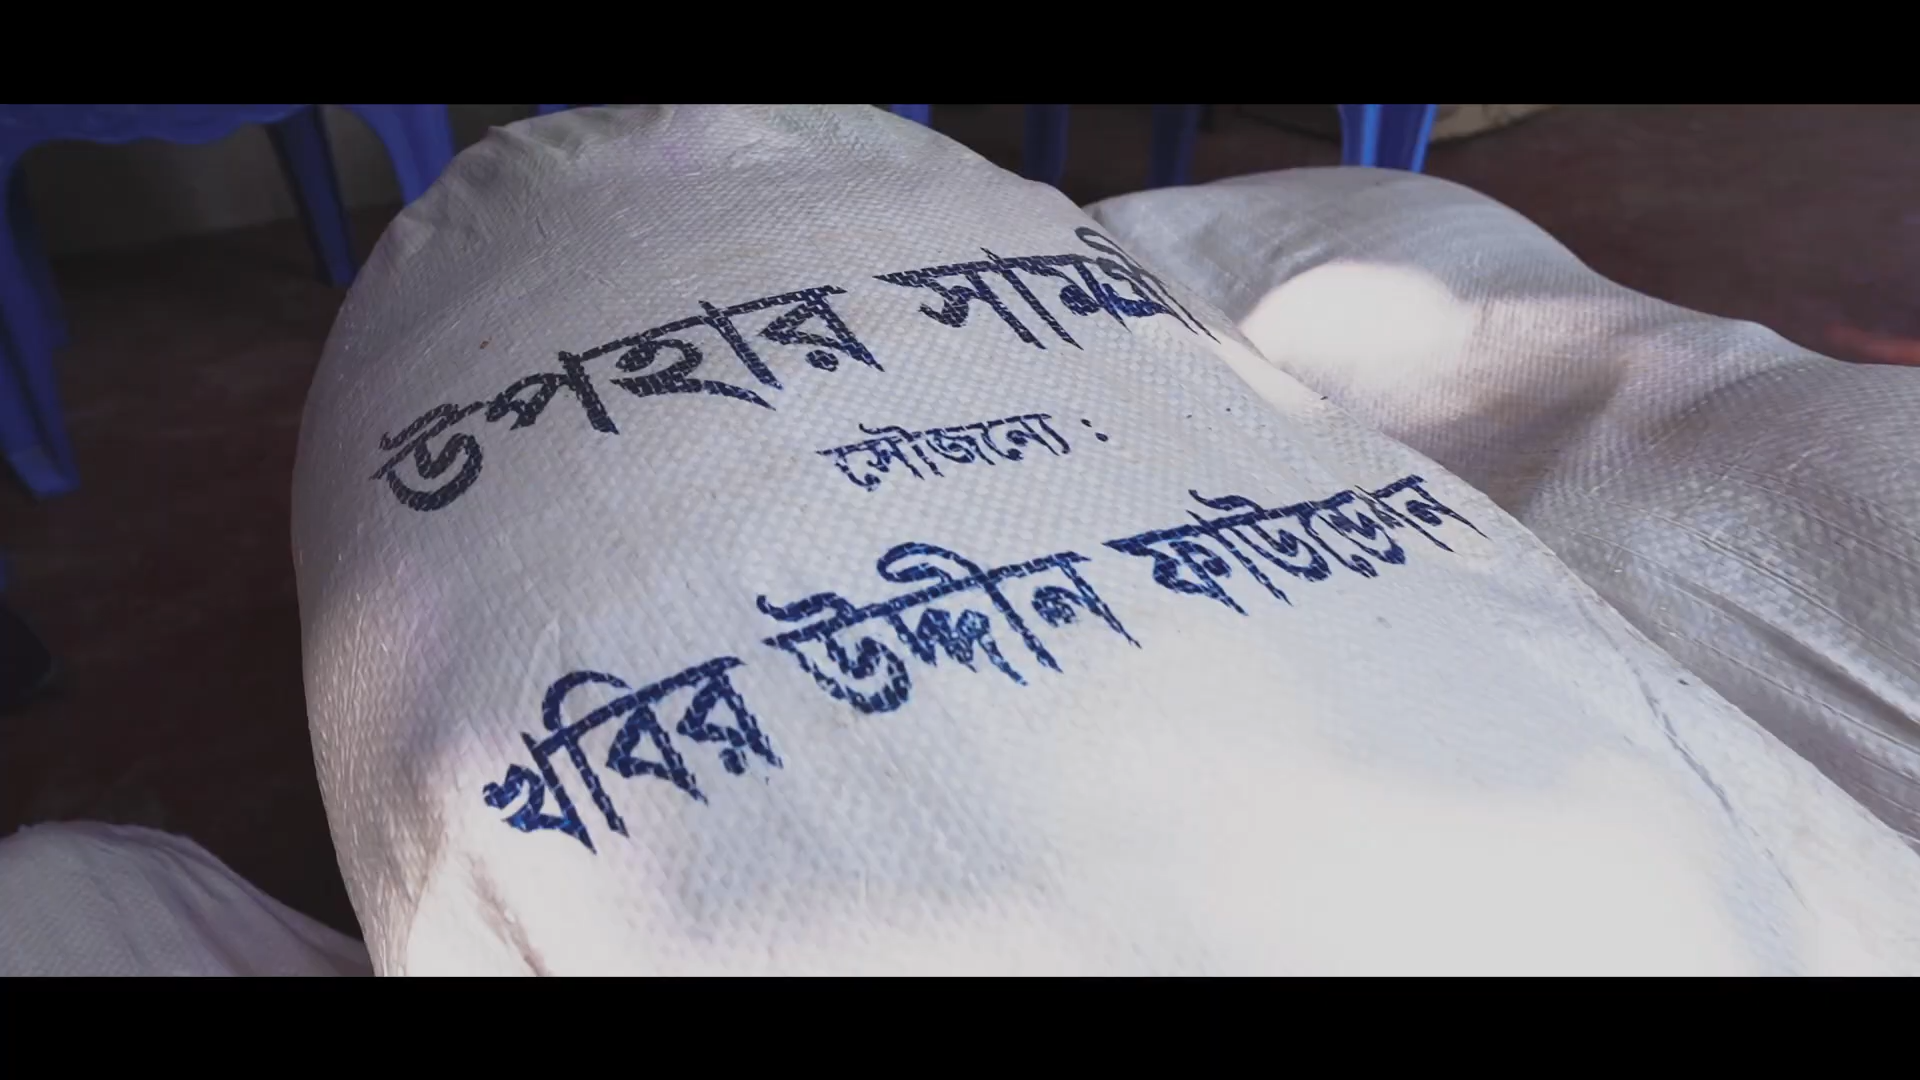 উপহার সামগ্রী
সৌজন্যে :
খবির উদ্দীন ফাউন্ডেশন